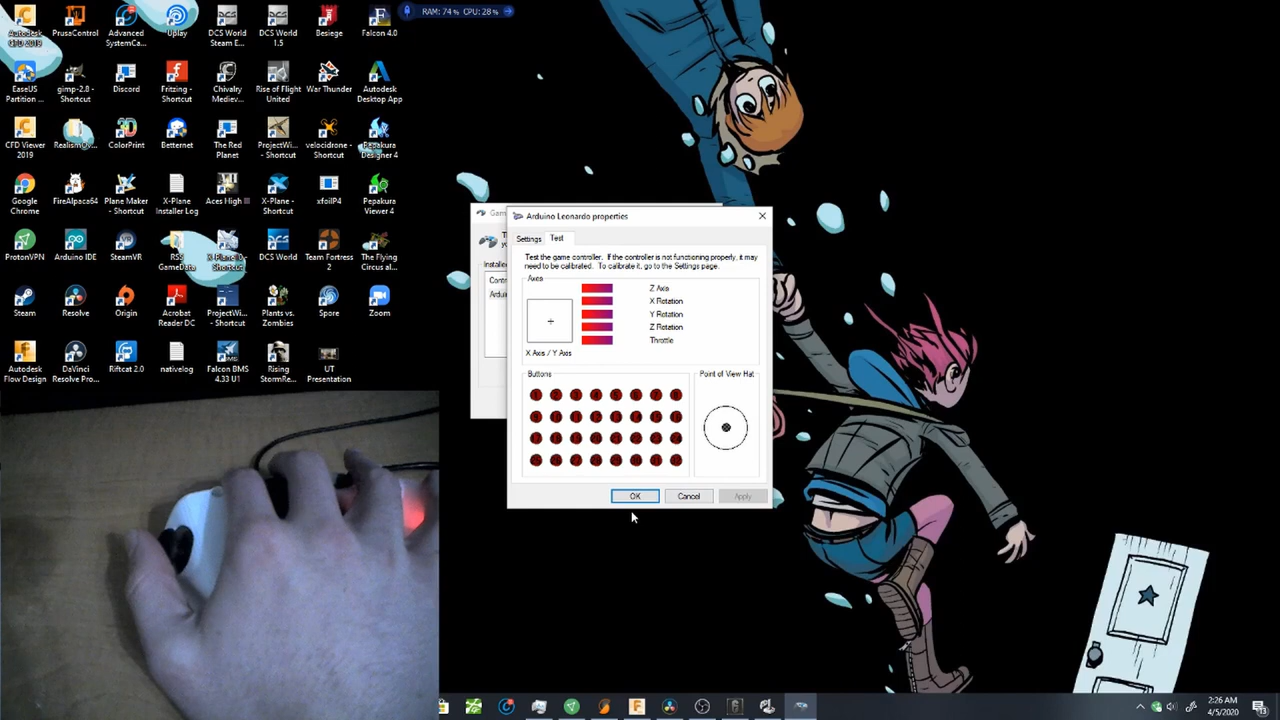 RAM: 74% CPU: 28%
Autodesk CFD 2019
PrusaControl
Advanced SystemCa...
Uplay
DCS World Steam E...
DCS World 1.5
Besiege
Falcon 4.0
EaseUS Partition ...
gimp-2.8 - Shortcut
Discord
Fritzing - Shortcut
Chivalry Mediev...
Rise of Flight United
War Thunder
Autodesk Desktop App
CFD Viewer 2019
ColorPrint
Betternet
The Red Planet
ProjectWi... - Shortcut
velocidrone - Shortcut
Pepakura Designer 4
Google Chrome
FireAlpaca64
Plane Maker - Shortcut
X-Plane Installer Log
Aces High III
X-Plane - Shortcut
xfoilP4
Pepakura Viewer 4
ProtonVPN
Arduino IDE
SteamVR
RSS GameData
X-Plane 10 - Shortcut
DCS World
Team Fortress 2
The Flying Circus al...
Steam
Resolve
Origin
Acrobat Reader DC
ProjectWi... - Shortcut
Plants vs. Zombies
Spore
Zoom
Autodesk Flow Design
DaVinci Resolve Pro...
Riftcat 2.0
nativelog
Falcon BMS 4.33 U1
Rising StormRe...
UT Presentation
Arduino Leonardo properties
Settings
Test
Test the game controller. If the controller is not functioning properly, it may
need to be calibrated. To calibrate it, go to the Settings page.
Axes
Z Axis
X Rotation
Y Rotation
Z Rotation
Throttle
X Axis / Y Axis
Buttons
Point of View Hat
OK
Cancel
Apply
2:26 AM
4/5/2020